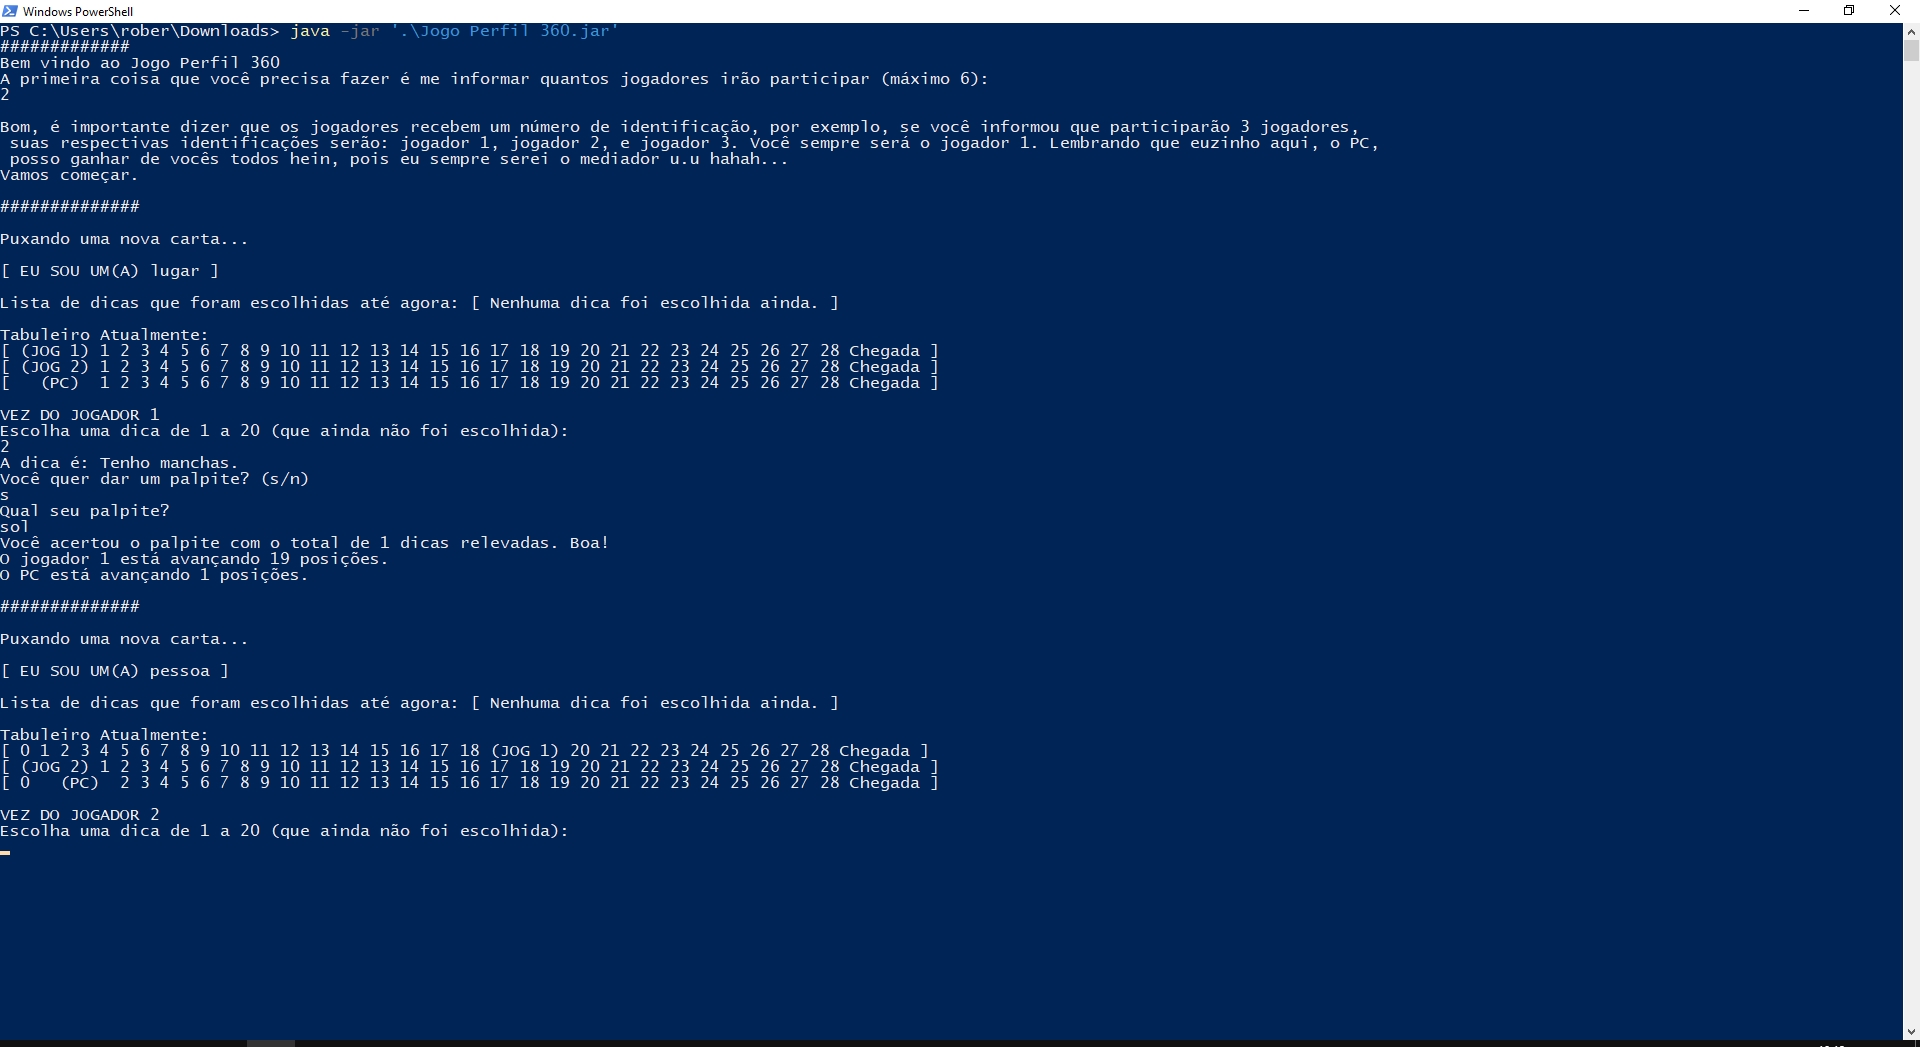 Windows PowerShell
PS C:\Users\rober\Downloads> java -jar '.\Jogo Perfil 360.jar'
#############
Bem vindo ao Jogo Perfil 360
A primeira coisa que você precisa fazer é me informar quantos jogadores irão participar (máximo 6):
2
Bom, é importante dizer que os jogadores recebem um número de identificação, por exemplo, se você informou que participarão 3 jogadores,
suas respectivas identificações serão: jogador 1, jogador 2, e jogador 3. Você sempre será o jogador 1. Lembrando que euzinho aqui, o PC,
posso ganhar de vocês todos hein, pois eu sempre serei o mediador u.u hahah...
Vamos começar.
##############
Puxando uma nova carta...
[ EU SOU UM(A) lugar ]
Lista de dicas que foram escolhidas até agora: [ Nenhuma dica foi escolhida ainda. ]
Tabuleiro Atualmente:
[ (JOG 1) 1 2 3 4 5 6 7 8 9 10 11 12 13 14 15 16 17 18 19 20 21 22 23 24 25 26 27 28 Chegada ]
[ (JOG 2) 1 2 3 4 5 6 7 8 9 10 11 12 13 14 15 16 17 18 19 20 21 22 23 24 25 26 27 28 Chegada ]
[   (PC)  1 2 3 4 5 6 7 8 9 10 11 12 13 14 15 16 17 18 19 20 21 22 23 24 25 26 27 28 Chegada ]
VEZ DO JOGADOR 1
Escolha uma dica de 1 a 20 (que ainda não foi escolhida):
2
A dica é: Tenho manchas.
Você quer dar um palpite? (s/n)
s
Qual seu palpite?
sol
Você acertou o palpite com o total de 1 dicas relevadas. Boa!
O jogador 1 está avançando 19 posições.
O PC está avançando 1 posições.
##############
Puxando uma nova carta...
[ EU SOU UM(A) pessoa ]
Lista de dicas que foram escolhidas até agora: [ Nenhuma dica foi escolhida ainda. ]
Tabuleiro Atualmente:
[ 0 1 2 3 4 5 6 7 8 9 10 11 12 13 14 15 16 17 18 (JOG 1) 20 21 22 23 24 25 26 27 28 Chegada ]
[ (JOG 2) 1 2 3 4 5 6 7 8 9 10 11 12 13 14 15 16 17 18 19 20 21 22 23 24 25 26 27 28 Chegada ]
[ 0   (PC)  2 3 4 5 6 7 8 9 10 11 12 13 14 15 16 17 18 19 20 21 22 23 24 25 26 27 28 Chegada ]
VEZ DO JOGADOR 2
Escolha uma dica de 1 a 20 (que ainda não foi escolhida):